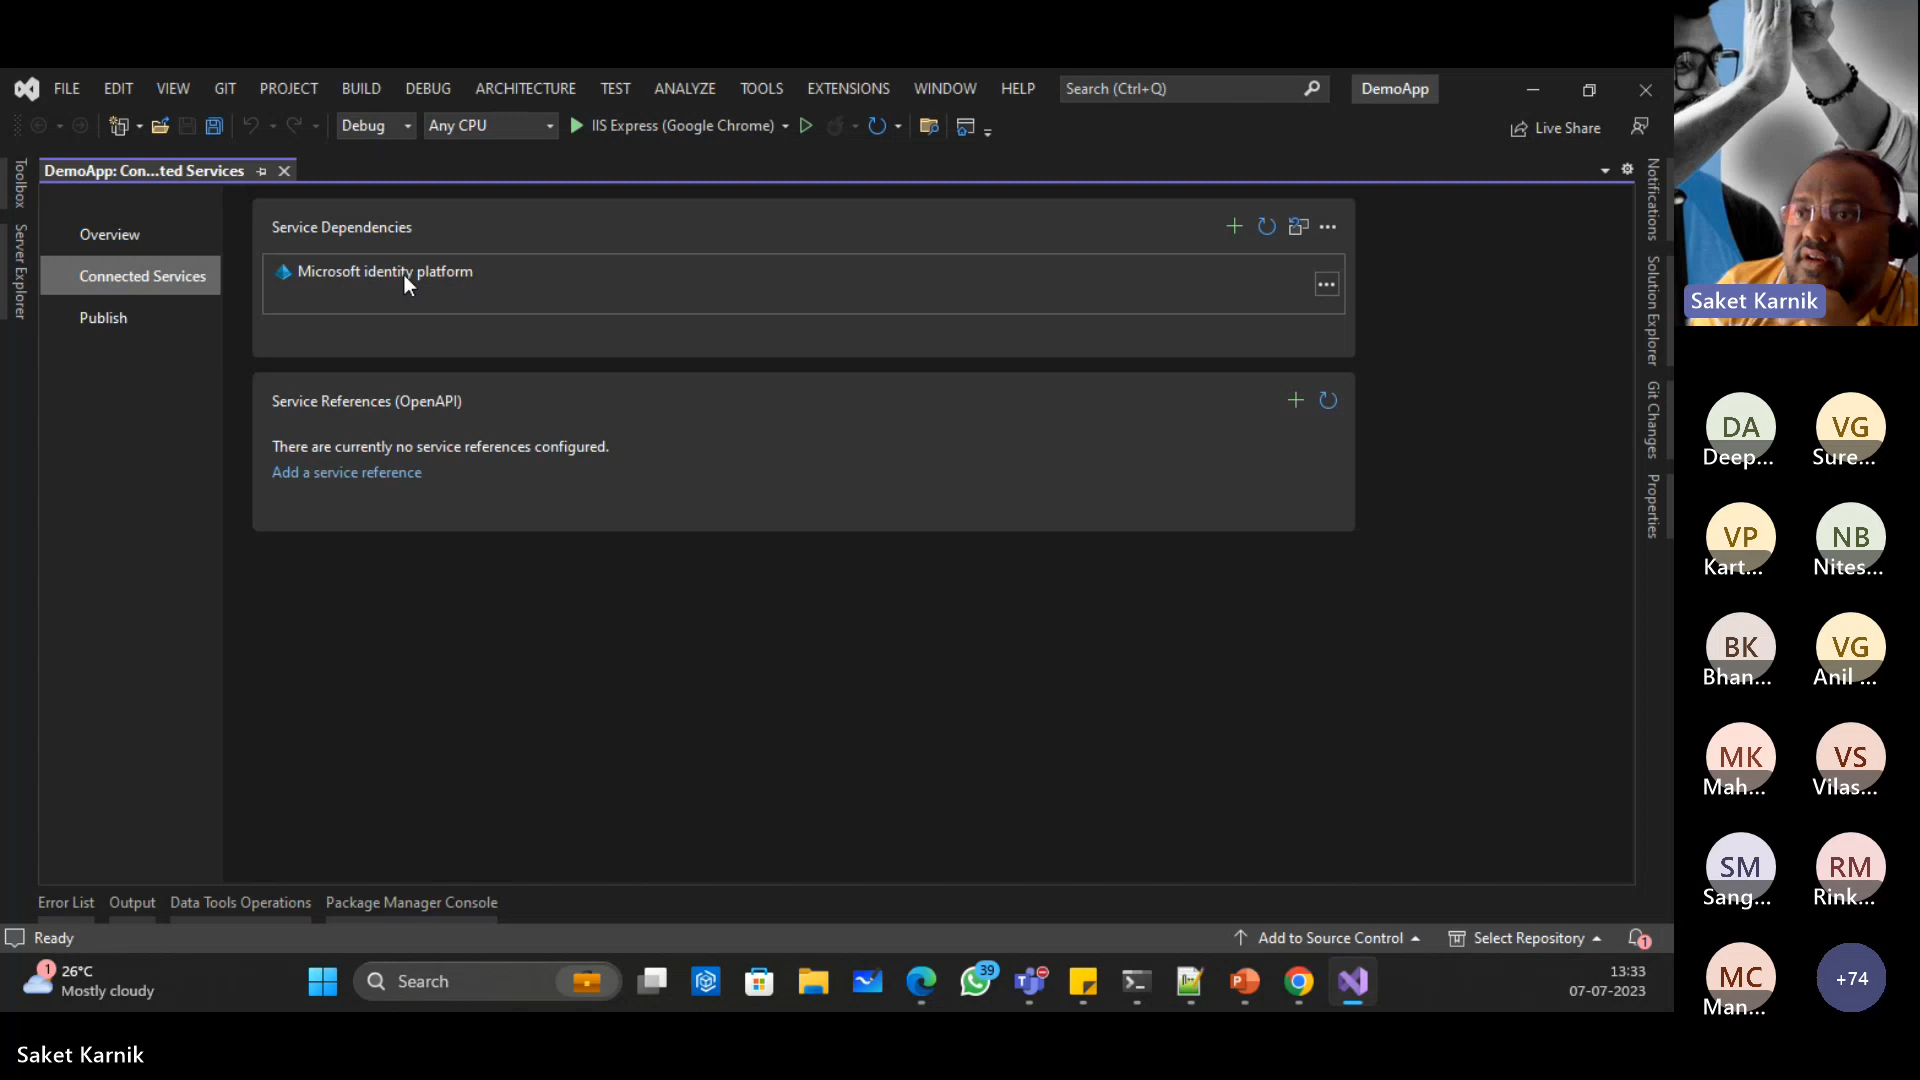 FILE EDIT VIEW GIT PROJECT BUILD DEBUG ARCHITECTURE TEST ANALYZE TOOLS EXTENSIONS WINDOW HELP Search (Ctrl+Q) DemoApp
Debug Any CPU IIS Express (Google Chrome) Live Share
Toolbox
Server Explorer
DemoApp: Con...ted Services
Overview
Connected Services
Publish
Service Dependencies
Microsoft identity platform
Service References (OpenAPI)
There are currently no service references configured.
Add a service reference
Notifications
Solution Explorer
Git Changes
Properties
Error List Output Data Tools Operations Package Manager Console
Ready Add to Source Control Select Repository 1
1
26°C
Mostly cloudy
Search
39
13:33
07-07-2023
Saket Karnik
Saket Karnik
DA
Deep...
VG
Sure...
VP
Kart...
NB
Nites...
BK
Bhan...
VG
Anil ...
MK
Mah...
VS
Vilas...
SM
Sang...
RM
Rink...
MC
Man...
+74